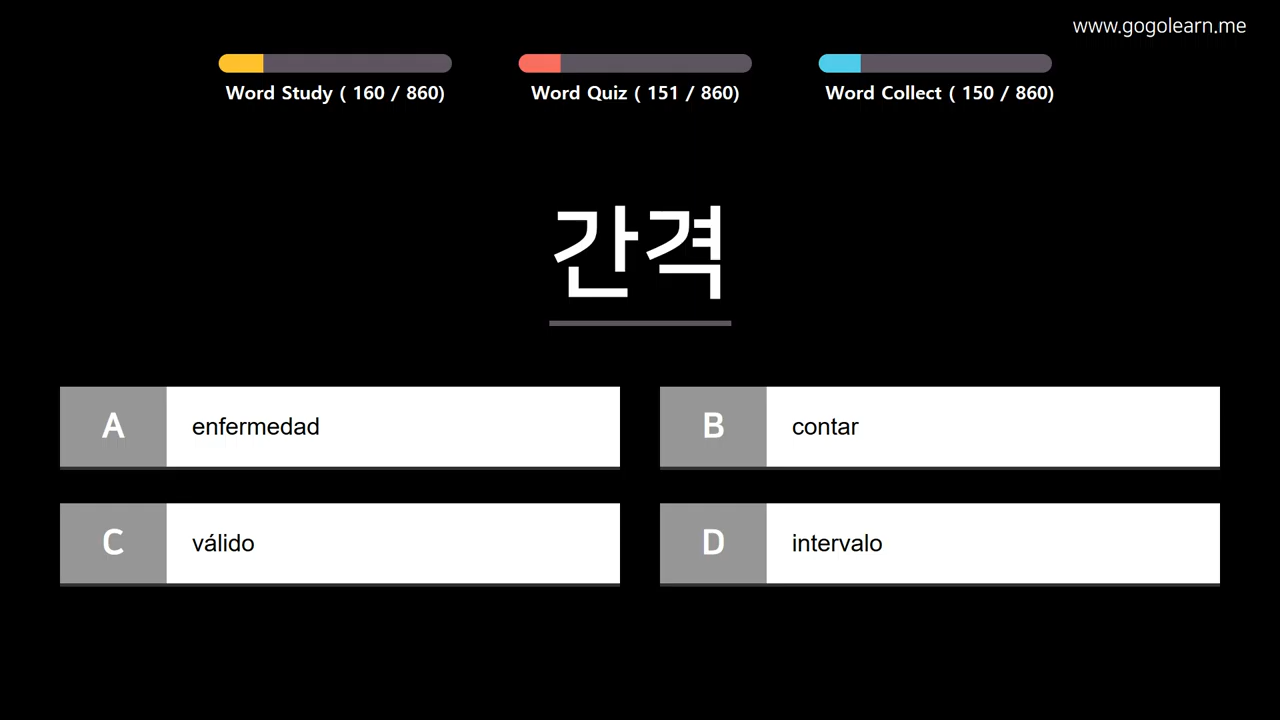 www.gogolearn.me
Word Study ( 160 / 860)
Word Quiz ( 151 / 860)
Word Collect ( 150 / 860)
간격
A enfermedad
B contar
C válido
D intervalo